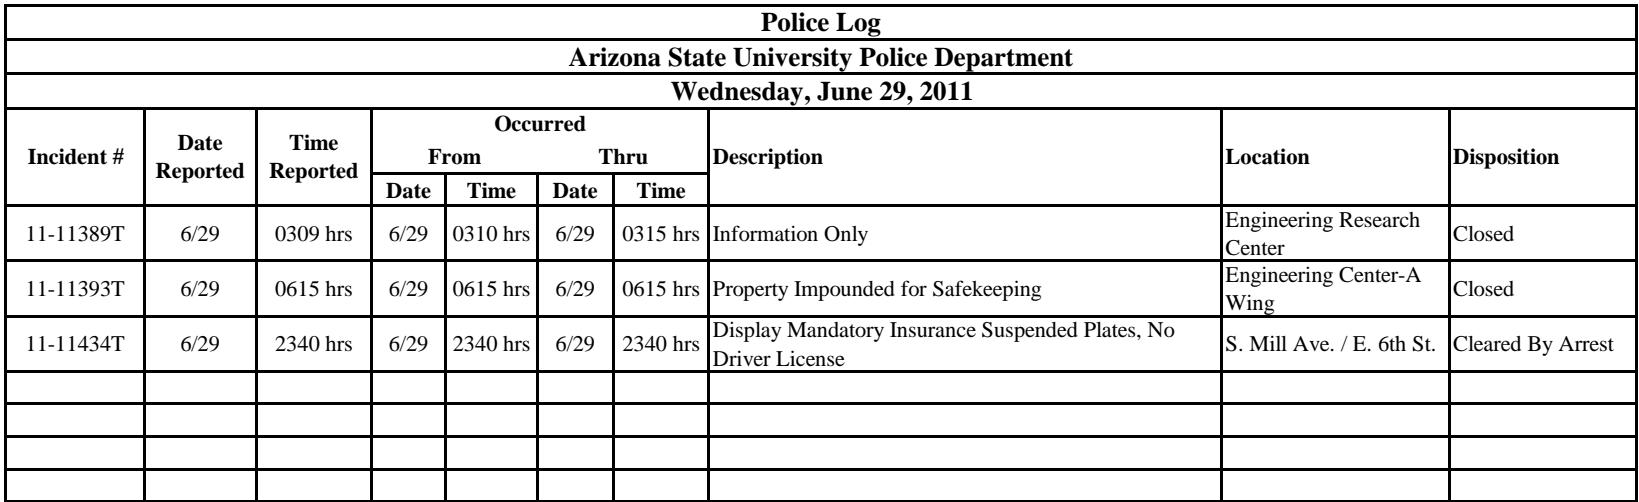 Police Log
Arizona State University Police Department
Wednesday, June 29, 2011
Incident # Date Reported Time Reported Occurred From Thru Description Location Disposition
Date Time Date Time
11-11389T 6/29 0309 hrs 6/29 0310 hrs 6/29 0315 hrs Information Only Engineering Research Center Closed
11-11393T 6/29 0615 hrs 6/29 0615 hrs 6/29 0615 hrs Property Impounded for Safekeeping Engineering Center-A Wing Closed
11-11434T 6/29 2340 hrs 6/29 2340 hrs 6/29 2340 hrs Display Mandatory Insurance Suspended Plates, No Driver License S. Mill Ave. / E. 6th St. Cleared By Arrest